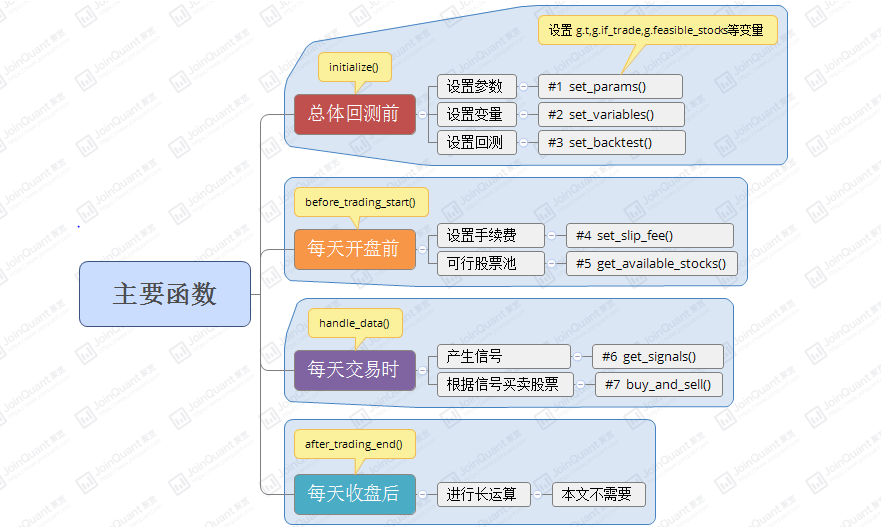 设置 g.t,g.if_trade,g.feasible_stocks等变量
initialize()
总体回测前
设置参数
#1 set_params()
设置变量
#2 set_variables()
设置回测
#3 set_backtest()
before_trading_start()
每天开盘前
设置手续费
#4 set_slip_fee()
可行股票池
#5 get_available_stocks()
主要函数
handle_data()
每天交易时
产生信号
#6 get_signals()
根据信号买卖股票
#7 buy_and_sell()
after_trading_end()
每天收盘后
进行长运算
本文不需要
JoinQuant 聚宽